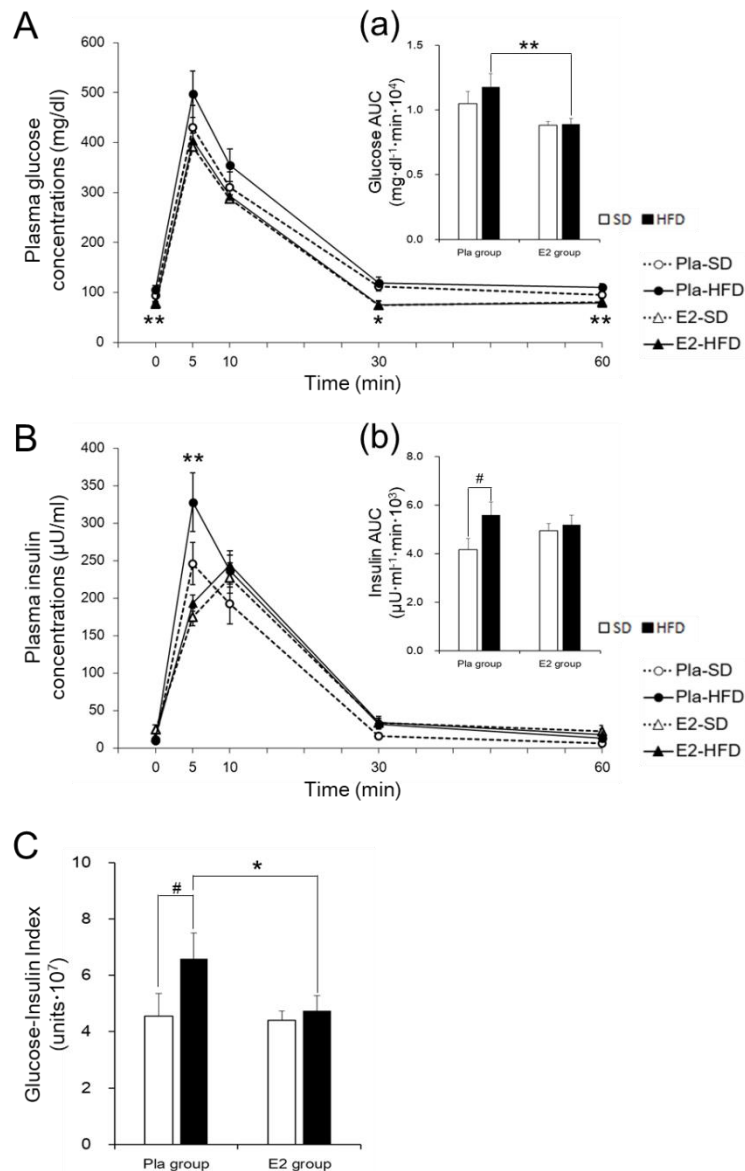 A
(a)
Plasma glucose
concentrations (mg/dl)
600
500
400
300
200
100
0
**
*
**
0
5
10
30
60
Time (min)
Glucose AUC
(mg·dl⁻¹·min·10⁴)
1.5
1.0
0.5
0.0
**
Pla group
E2 group
SD
HFD
Pla-SD
Pla-HFD
E2-SD
E2-HFD
B
(b)
Plasma insulin
concentrations (µU/ml)
400
350
300
250
200
150
100
50
0
**
0
5
10
30
60
Time (min)
Insulin AUC
(µU·ml⁻¹·min·10³)
8.0
6.0
4.0
2.0
0.0
#
Pla group
E2 group
SD
HFD
Pla-SD
Pla-HFD
E2-SD
E2-HFD
C
Glucose-Insulin Index
(units·10⁷)
10
8
6
4
2
0
#
*
Pla group
E2 group